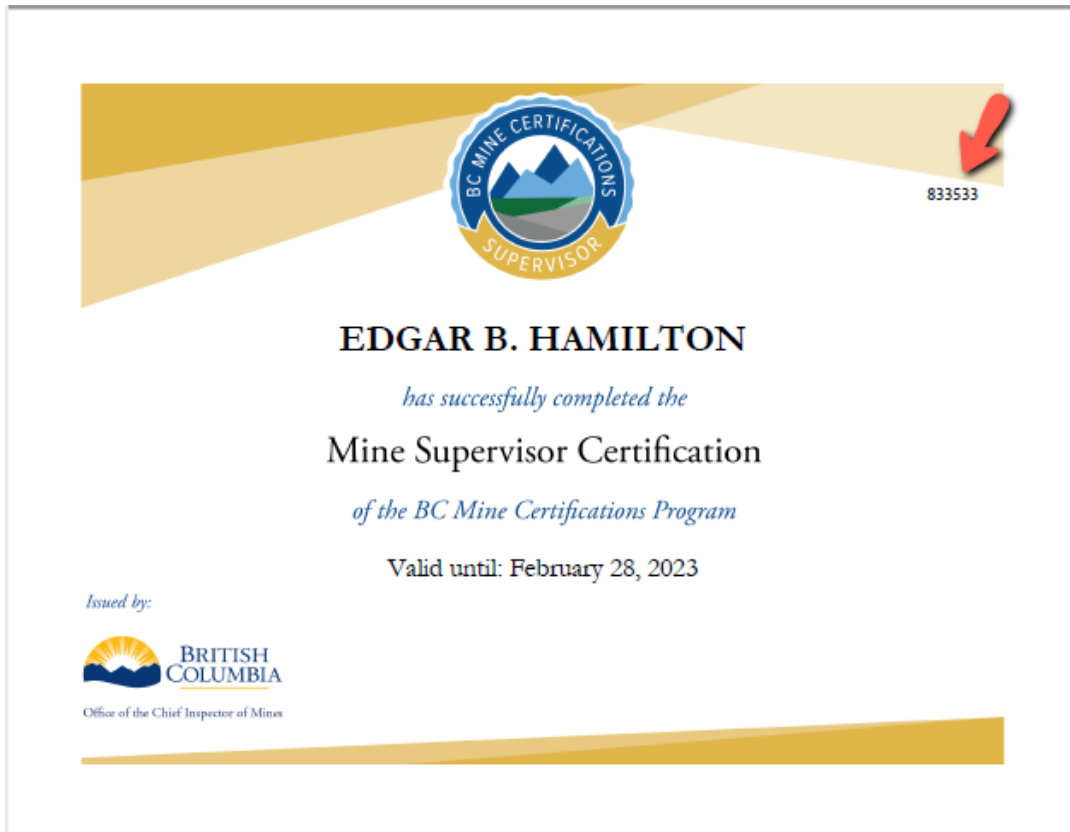 BC MINE CERTIFICATIONS
SUPERVISOR
833533
EDGAR B. HAMILTON
has successfully completed the
Mine Supervisor Certification
of the BC Mine Certifications Program
Valid until: February 28, 2023
Issued by:
BRITISH
COLUMBIA
Office of the Chief Inspector of Mines